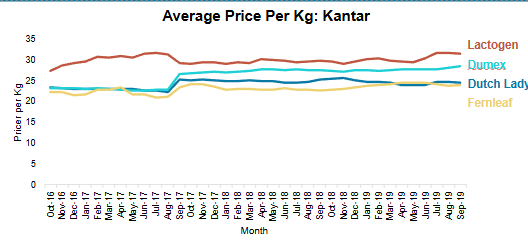 Average Price Per Kg: Kantar
Pricer per Kg
35
30
25
20
15
10
5
0
Lactogen
Dumex
Dutch Lady
Fernleaf
Oct-16
Nov-16
Dec-16
Jan-17
Feb-17
Mar-17
Apr-17
May-17
Jun-17
Jul-17
Aug-17
Sep-17
Oct-17
Nov-17
Dec-17
Jan-18
Feb-18
Mar-18
Apr-18
May-18
Jun-18
Jul-18
Aug-18
Sep-18
Oct-18
Nov-18
Dec-18
Jan-19
Feb-19
Mar-19
Apr-19
May-19
Jun-19
Jul-19
Aug-19
Sep-19
Month